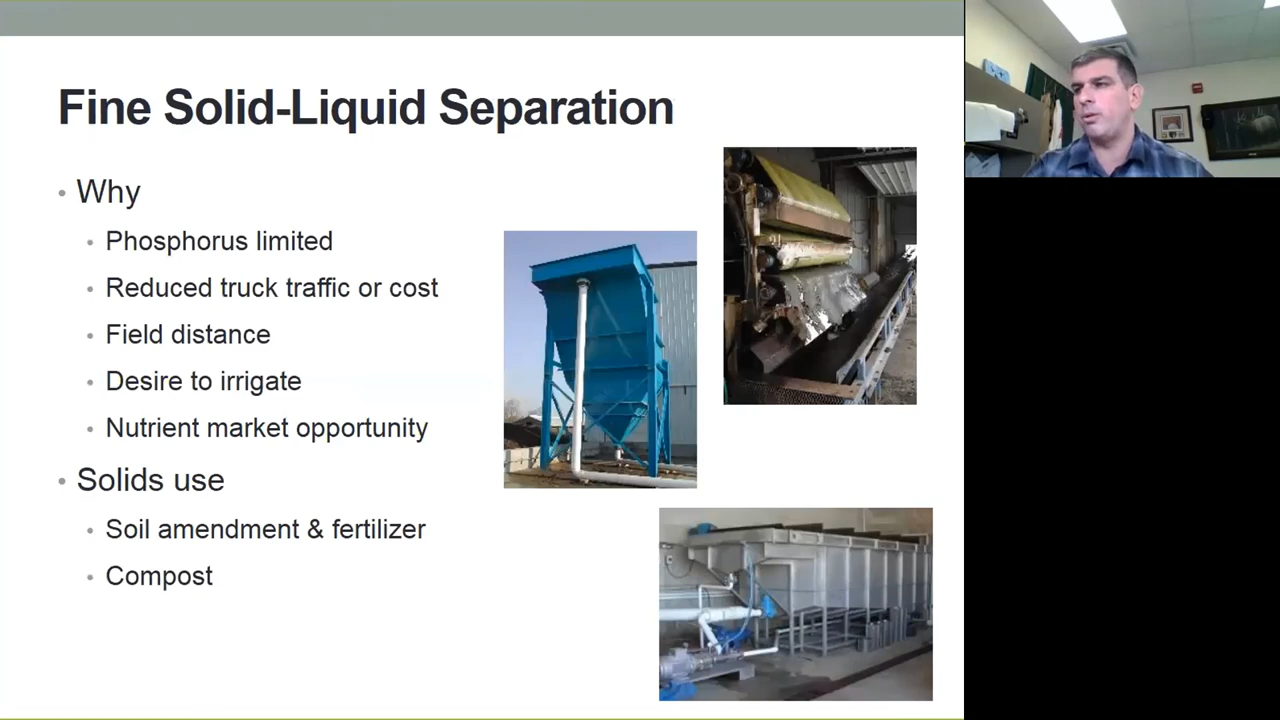 Fine Solid-Liquid Separation
• Why
• Phosphorus limited
• Reduced truck traffic or cost
• Field distance
• Desire to irrigate
• Nutrient market opportunity
• Solids use
• Soil amendment & fertilizer
• Compost